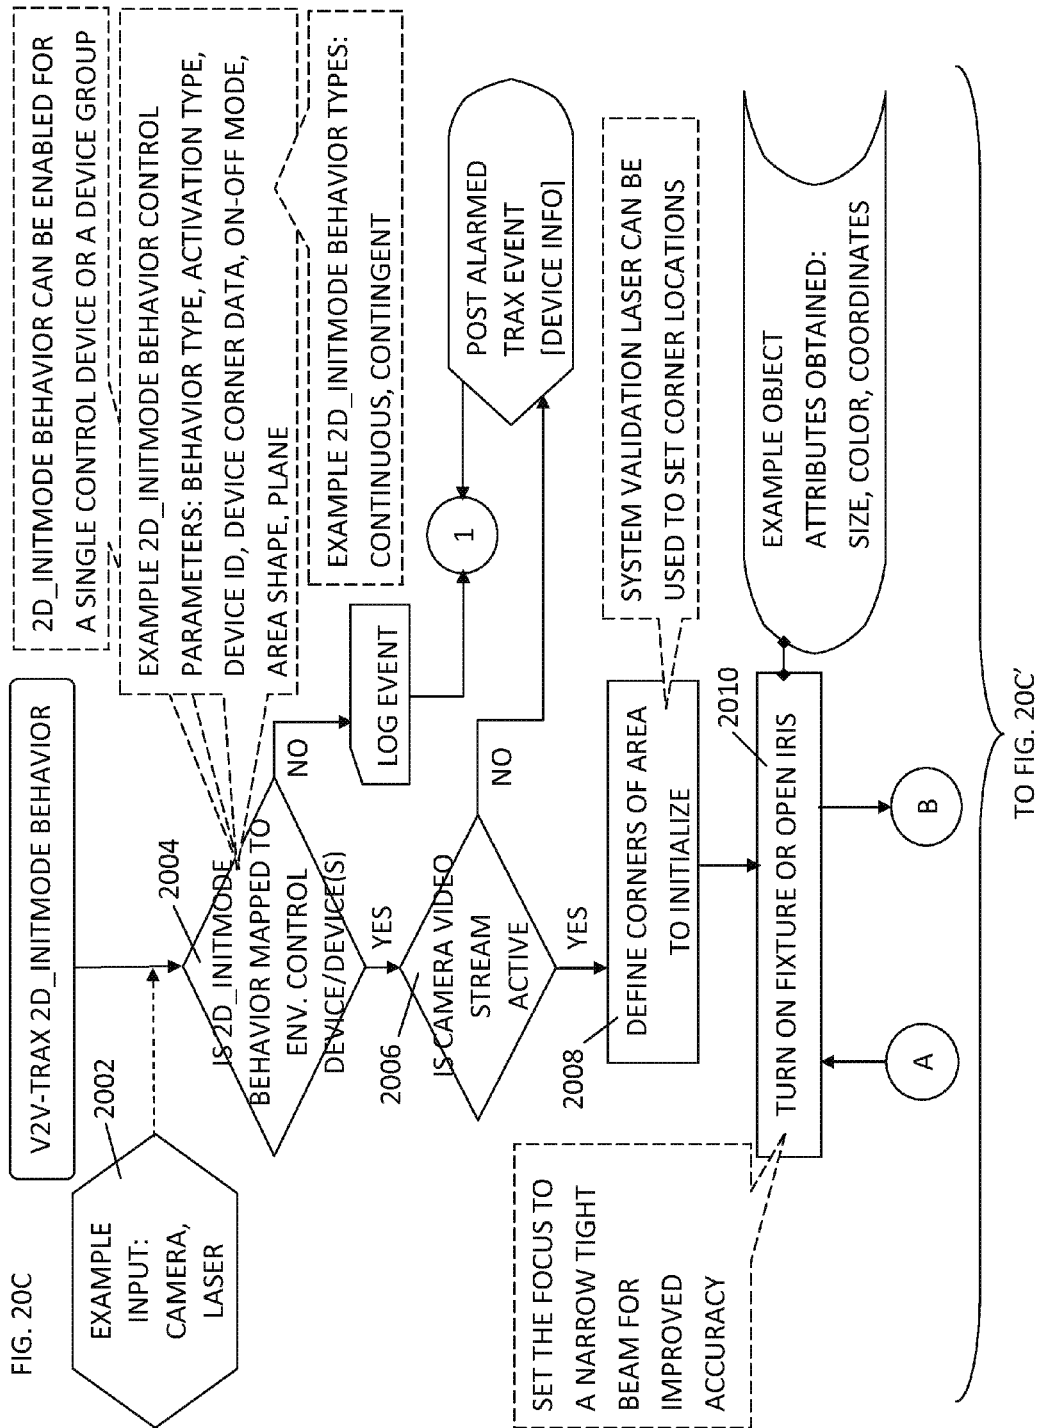 FIG. 20C
V2V-TRAX 2D_INITMODE BEHAVIOR
2D_INITMODE BEHAVIOR CAN BE ENABLED FOR
A SINGLE CONTROL DEVICE OR A DEVICE GROUP
EXAMPLE
INPUT:
CAMERA,
LASER
2002
2004
IS 2D_INITMODE
BEHAVIOR MAPPED TO
ENV. CONTROL
DEVICE/DEVICE(S)
EXAMPLE 2D_INITMODE BEHAVIOR CONTROL
PARAMETERS: BEHAVIOR TYPE, ACTIVATION TYPE,
DEVICE ID, DEVICE CORNER DATA, ON-OFF MODE,
AREA SHAPE, PLANE
EXAMPLE 2D_INITMODE BEHAVIOR TYPES:
CONTINUOUS, CONTINGENT
NO
LOG EVENT
1
YES
2006
IS CAMERA VIDEO
STREAM
ACTIVE
NO
POST ALARMED
TRAX EVENT
[DEVICE INFO]
YES
2008
DEFINE CORNERS OF AREA
TO INITIALIZE
SYSTEM VALIDATION LASER CAN BE
USED TO SET CORNER LOCATIONS
SET THE FOCUS TO
A NARROW TIGHT
BEAM FOR
IMPROVED
ACCURACY
2010
TURN ON FIXTURE OR OPEN IRIS
EXAMPLE OBJECT
ATTRIBUTES OBTAINED:
SIZE, COLOR, COORDINATES
A
B
TO FIG. 20C'